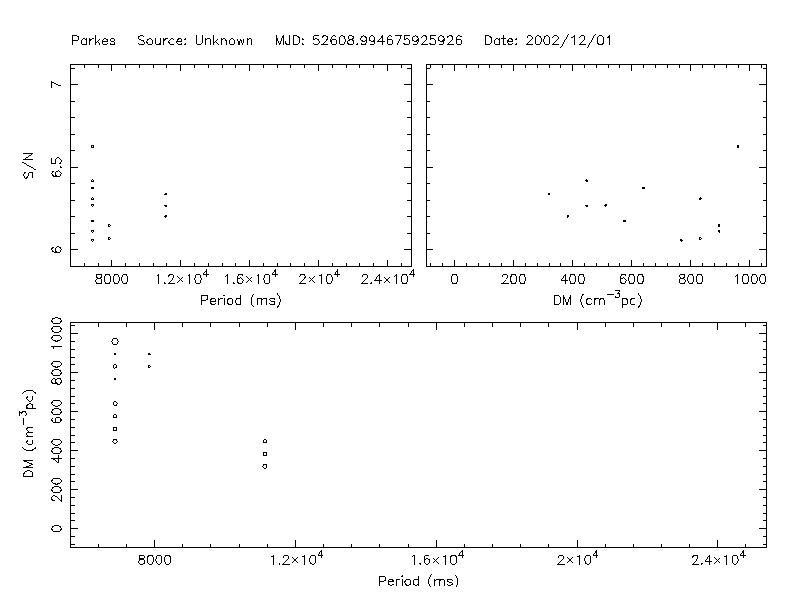 Parkes Source: Unknown MJD: 52608.994675925926 Date: 2002/12/01
7
6.5
6
S/N
8000 1.2×10⁴ 1.6×10⁴ 2×10⁴ 2.4×10⁴
Period (ms)
0 200 400 600 800 1000
DM (cm⁻³pc)
1000
800
600
400
200
0
DM (cm⁻³pc)
8000 1.2×10⁴ 1.6×10⁴ 2×10⁴ 2.4×10⁴
Period (ms)